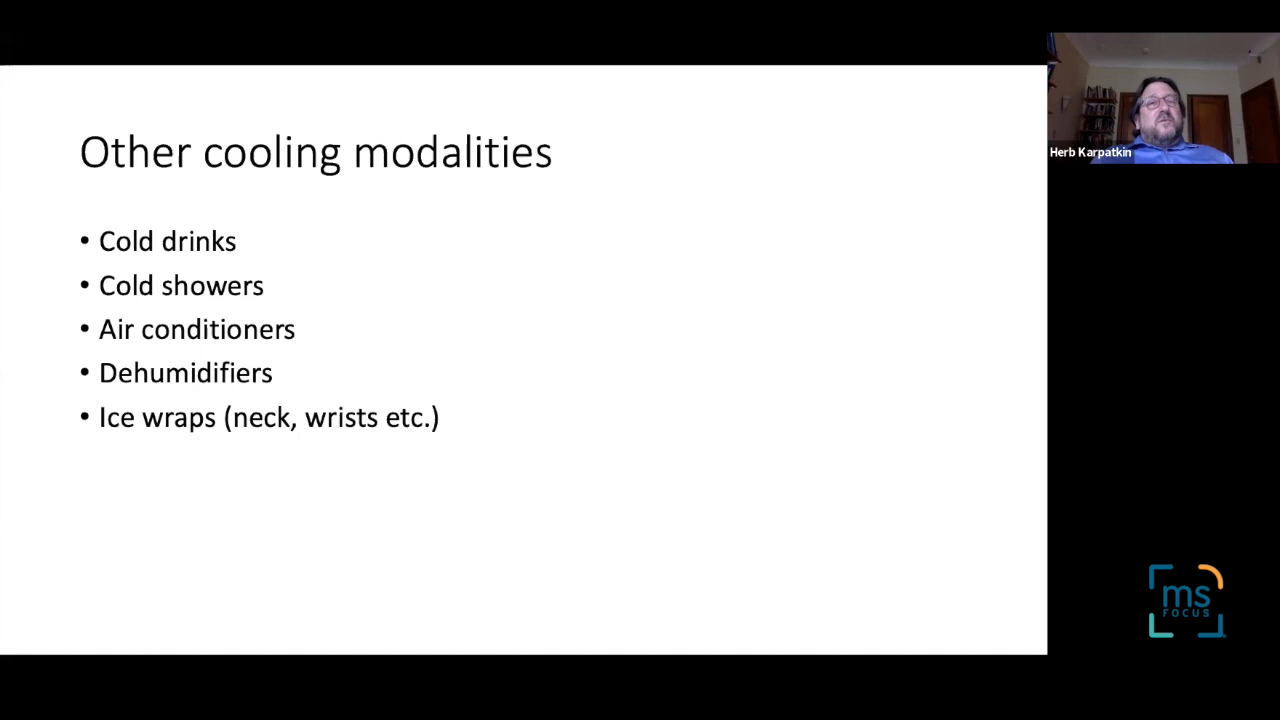 Other cooling modalities
• Cold drinks
• Cold showers
• Air conditioners
• Dehumidifiers
• Ice wraps (neck, wrists etc.)
Herb Karpatkin
ms
FOCUS